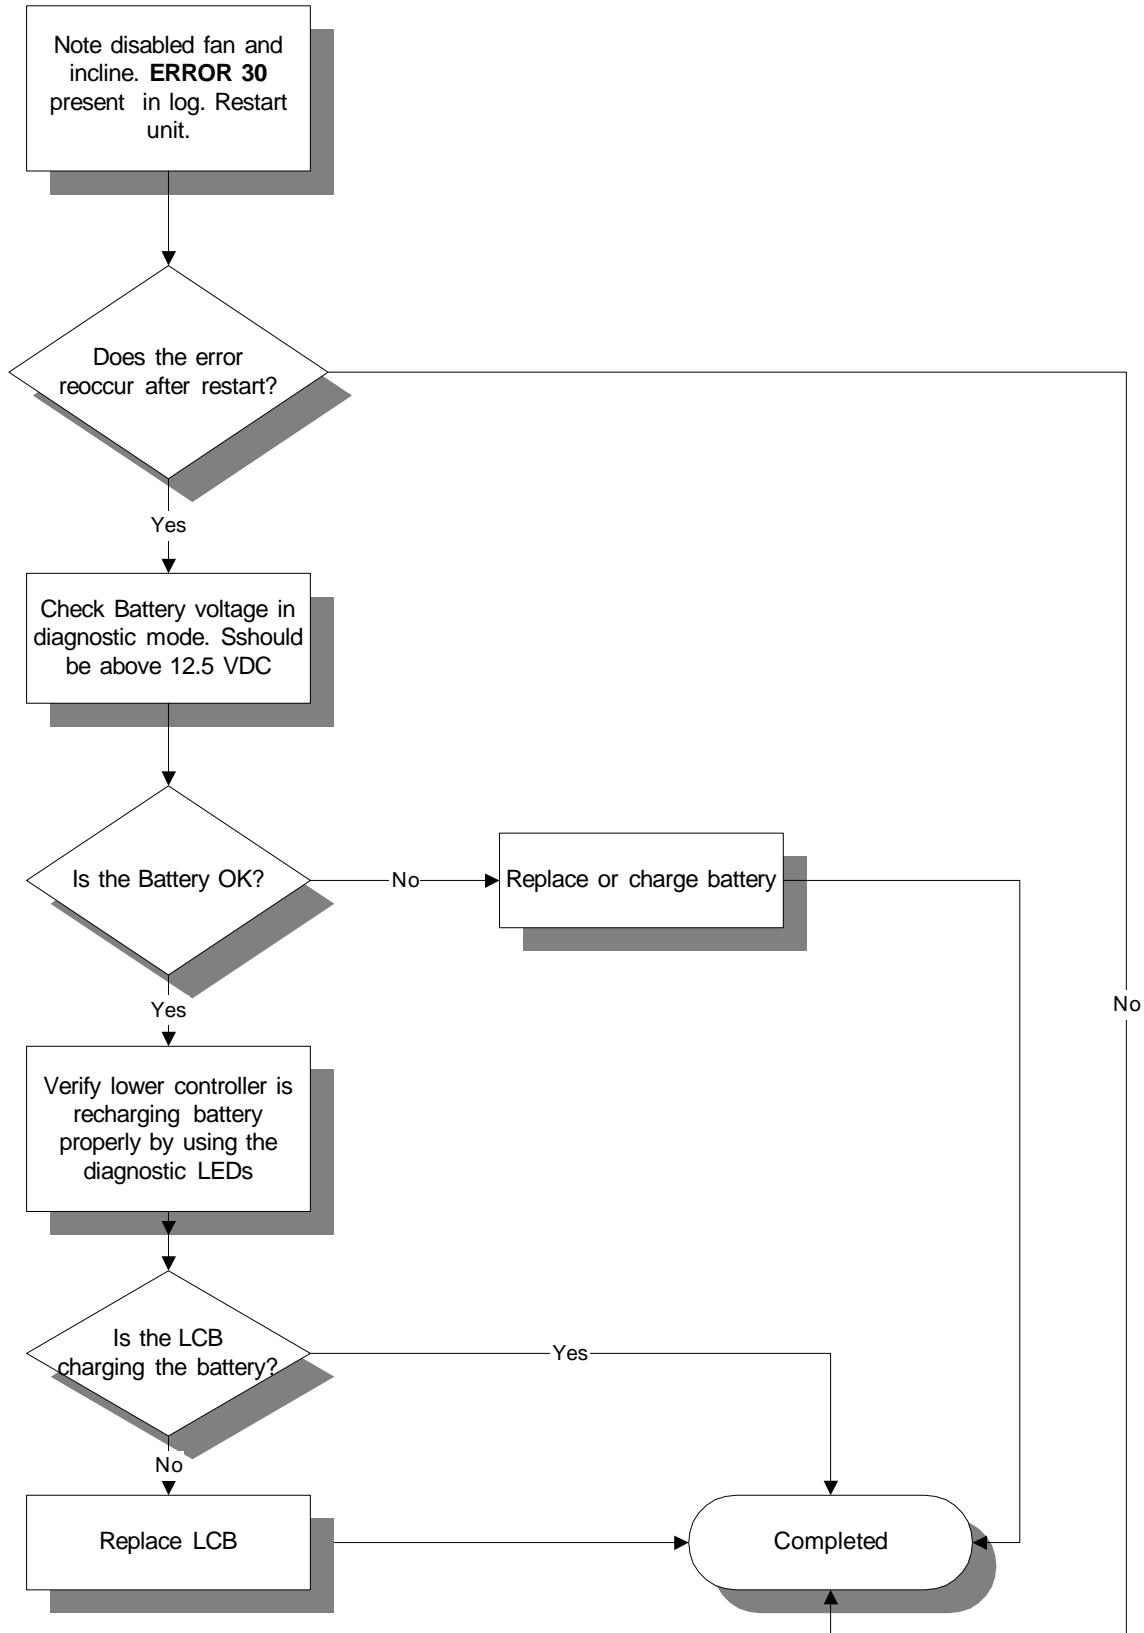 Note disabled fan and
incline. ERROR 30
present in log. Restart
unit.
Does the error
reoccur after restart?
Yes
Check Battery voltage in
diagnostic mode. Sshould
be above 12.5 VDC
Is the Battery OK?
No
Replace or charge battery
No
Yes
Verify lower controller is
recharging battery
properly by using the
diagnostic LEDs
Is the LCB
charging the battery?
Yes
No
Replace LCB
Completed